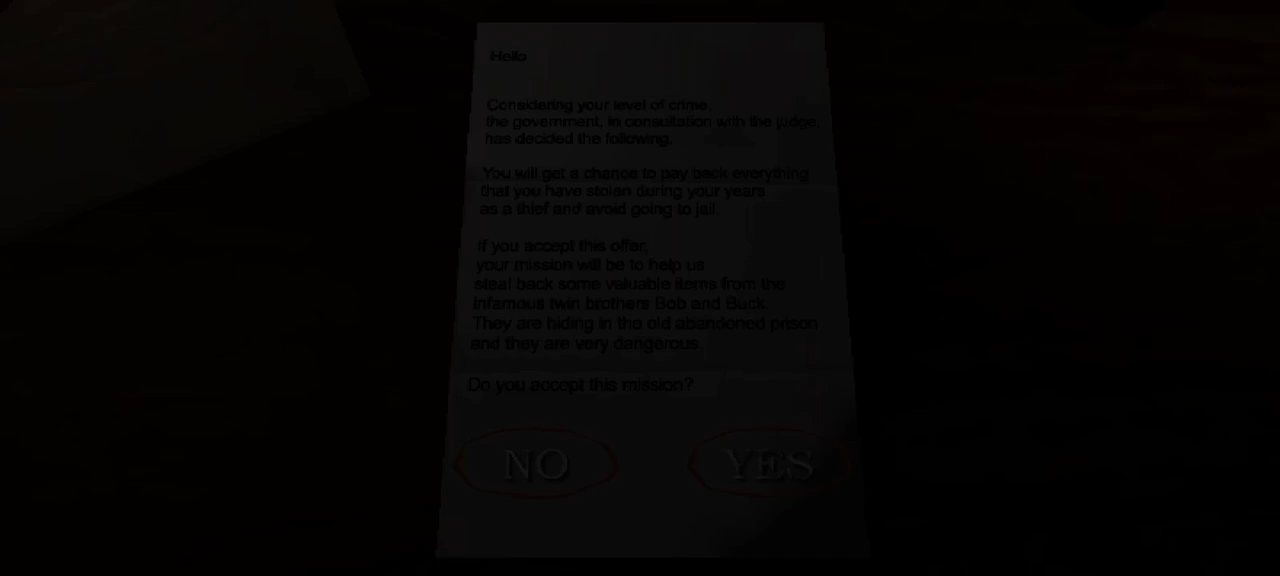 Hello
Considering your level of crime,
the government, in consultation with the judge
has decided the following:
You will get a chance to pay back everything
that you have stolen during your years
as a thief and avoid going to jail.
If you accept this offer,
your mission will be to help us
steal back some valuable items from the
infamous twin brothers Bob and Buck.
They are hiding in the old abandoned prison
and they are very dangerous.
Do you accept this mission?
NO YES